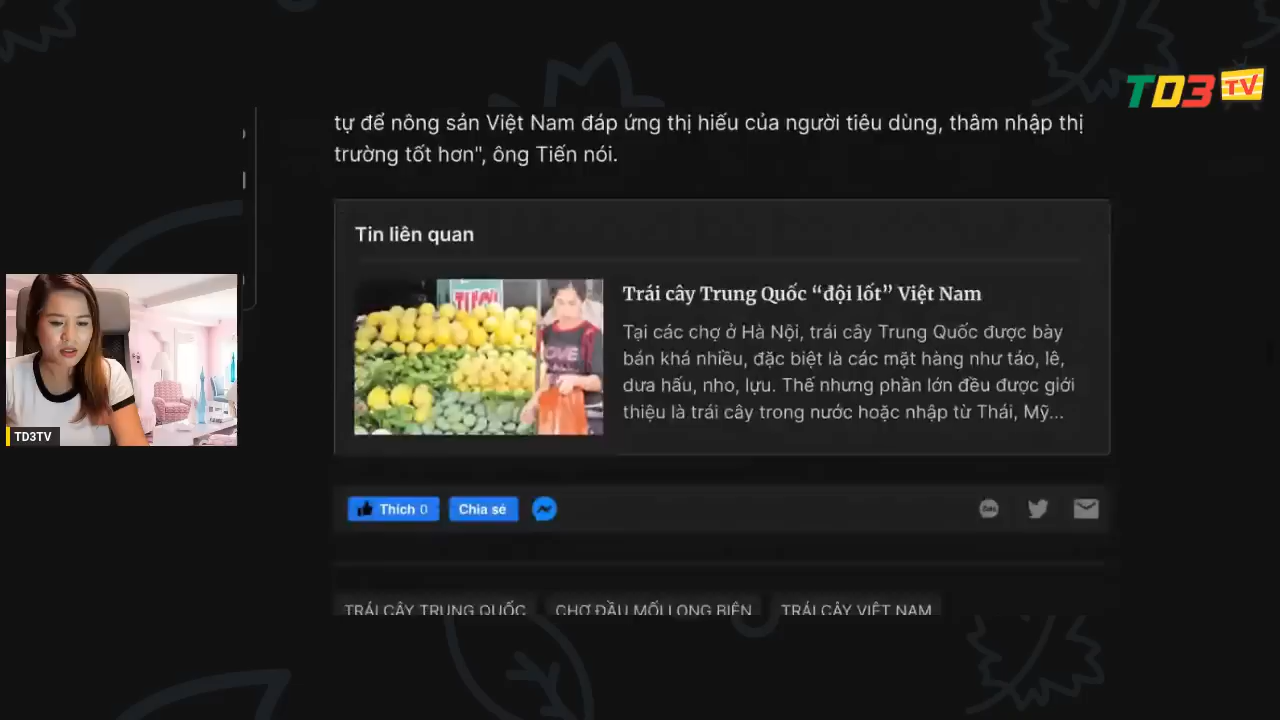 TD3 TV
tự để nông sản Việt Nam đáp ứng thị hiếu của người tiêu dùng, thâm nhập thị
trường tốt hơn", ông Tiến nói.
Tin liên quan
Trái cây Trung Quốc “đội lốt” Việt Nam
Tại các chợ ở Hà Nội, trái cây Trung Quốc được bày
bán khá nhiều, đặc biệt là các mặt hàng như táo, lê,
dưa hấu, nho, lựu. Thế nhưng phần lớn đều được giới
thiệu là trái cây trong nước hoặc nhập từ Thái, Mỹ...
TD3TV
Thích 0
Chia sẻ
TRÁI CÂY TRUNG QUỐC
CHỢ ĐẦU MỐI LONG BIÊN
TRÁI CÂY VIỆT NAM